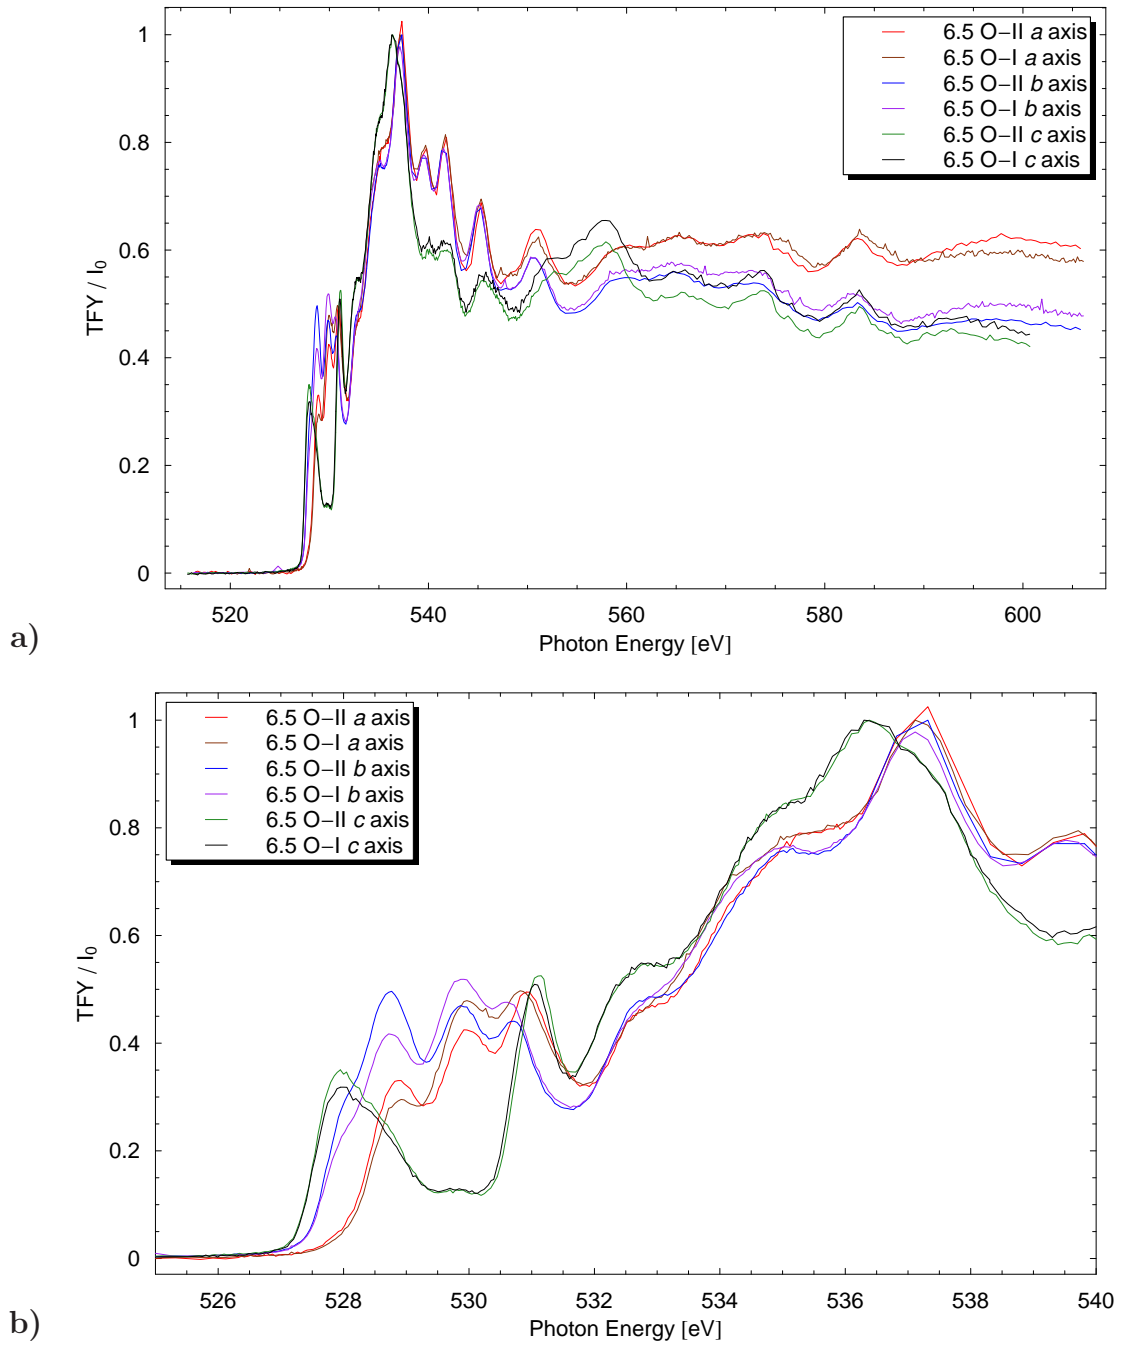 1
0.8
0.6
0.4
0.2
0
TFY / I0
6.5 O−II a axis
6.5 O−I a axis
6.5 O−II b axis
6.5 O−I b axis
6.5 O−II c axis
6.5 O−I c axis
520 540 560 580 600
Photon Energy [eV]
a)
1
0.8
0.6
0.4
0.2
0
TFY / I0
6.5 O−II a axis
6.5 O−I a axis
6.5 O−II b axis
6.5 O−I b axis
6.5 O−II c axis
6.5 O−I c axis
526 528 530 532 534 536 538 540
Photon Energy [eV]
b)